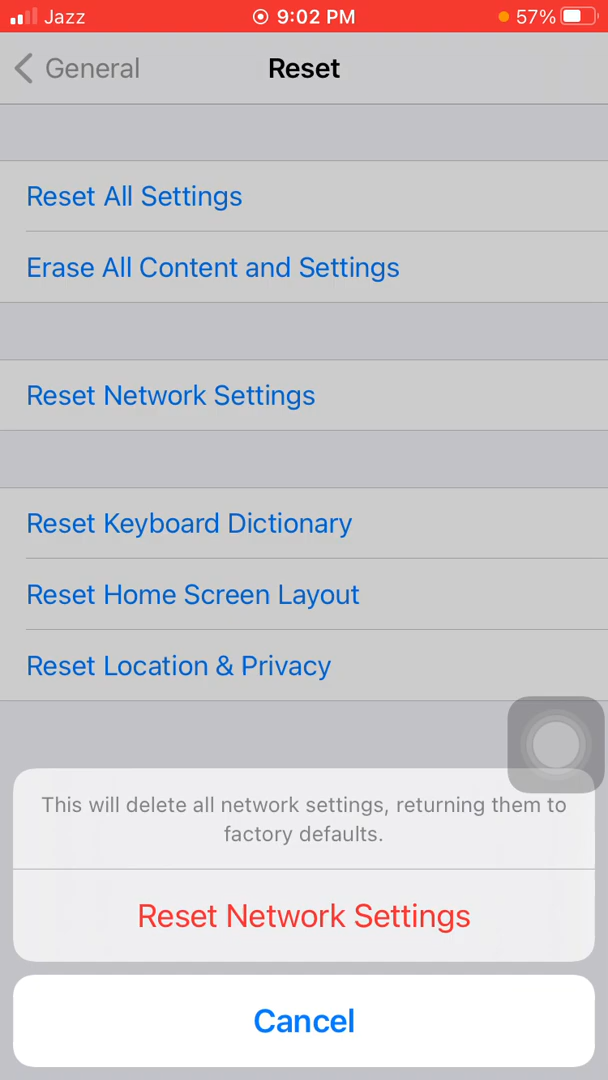 Jazz 9:02 PM 57%
General Reset
Reset All Settings
Erase All Content and Settings
Reset Network Settings
Reset Keyboard Dictionary
Reset Home Screen Layout
Reset Location & Privacy
This will delete all network settings, returning them to
factory defaults.
Reset Network Settings
Cancel